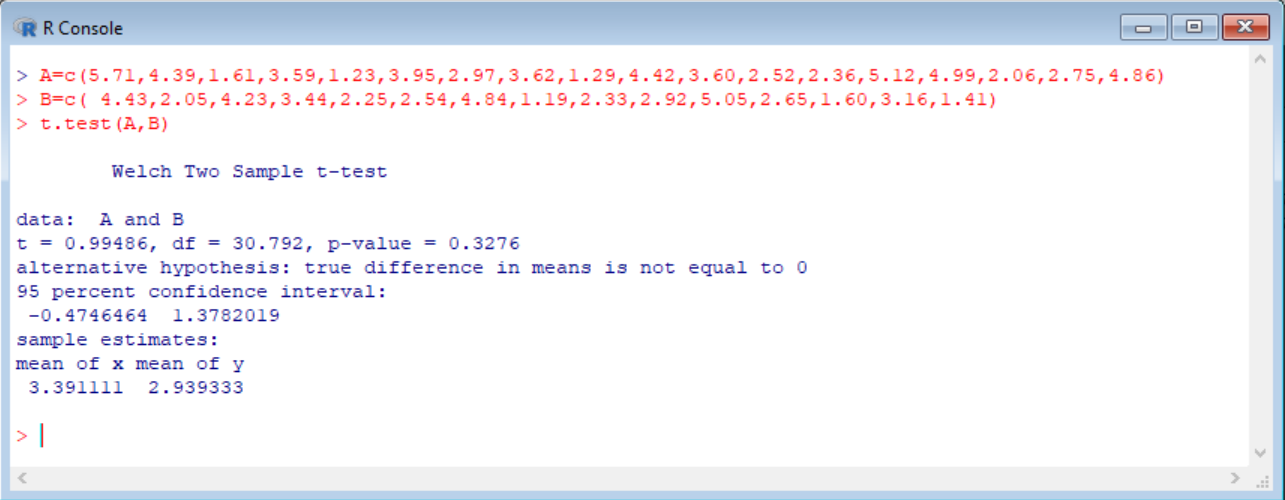 R Console
> A=c(5.71,4.39,1.61,3.59,1.23,3.95,2.97,3.62,1.29,4.42,3.60,2.52,2.36,5.12,4.99,2.06,2.75,4.86)
> B=c( 4.43,2.05,4.23,3.44,2.25,2.54,4.84,1.19,2.33,2.92,5.05,2.65,1.60,3.16,1.41)
> t.test(A,B)
Welch Two Sample t-test
data:  A and B
t = 0.99486, df = 30.792, p-value = 0.3276
alternative hypothesis: true difference in means is not equal to 0
95 percent confidence interval:
 -0.4746464  1.3782019
sample estimates:
mean of x mean of y
 3.391111  2.939333
>